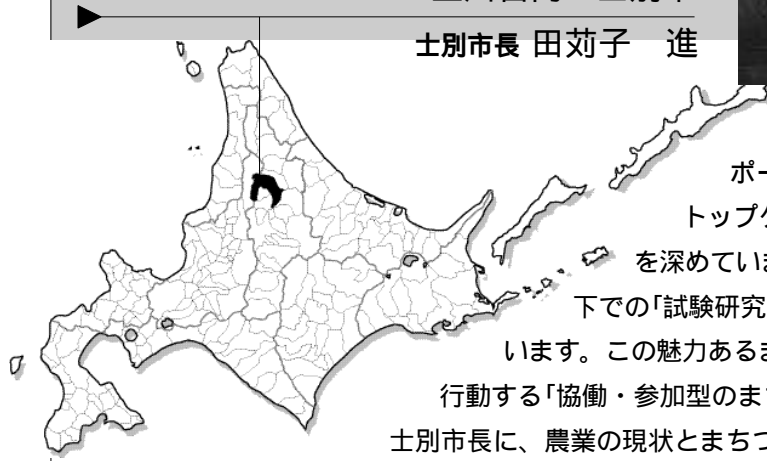 士別市長 田苅子 進
ポー
トップク
を深めていま
下での「試験研究
います。この魅力あるま
行動する「協働・参加型のま
士別市長に、農業の現状とまちつ